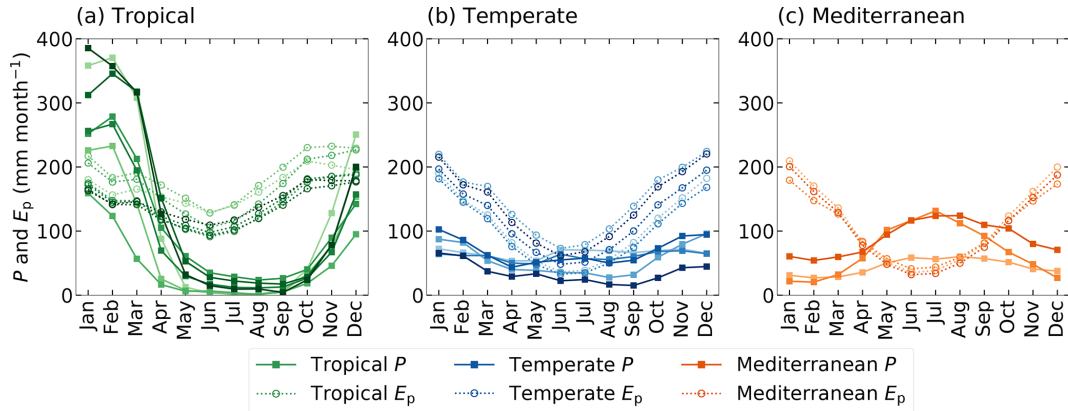 (a) Tropical
(b) Temperate
(c) Mediterranean
P and Eₚ (mm month⁻¹)
400
300
200
100
0
Jan Feb Mar Apr May Jun Jul Aug Sep Oct Nov Dec
400
300
200
100
0
Jan Feb Mar Apr May Jun Jul Aug Sep Oct Nov Dec
400
300
200
100
0
Jan Feb Mar Apr May Jun Jul Aug Sep Oct Nov Dec
Tropical P
Temperate P
Mediterranean P
Tropical Eₚ
Temperate Eₚ
Mediterranean Eₚ